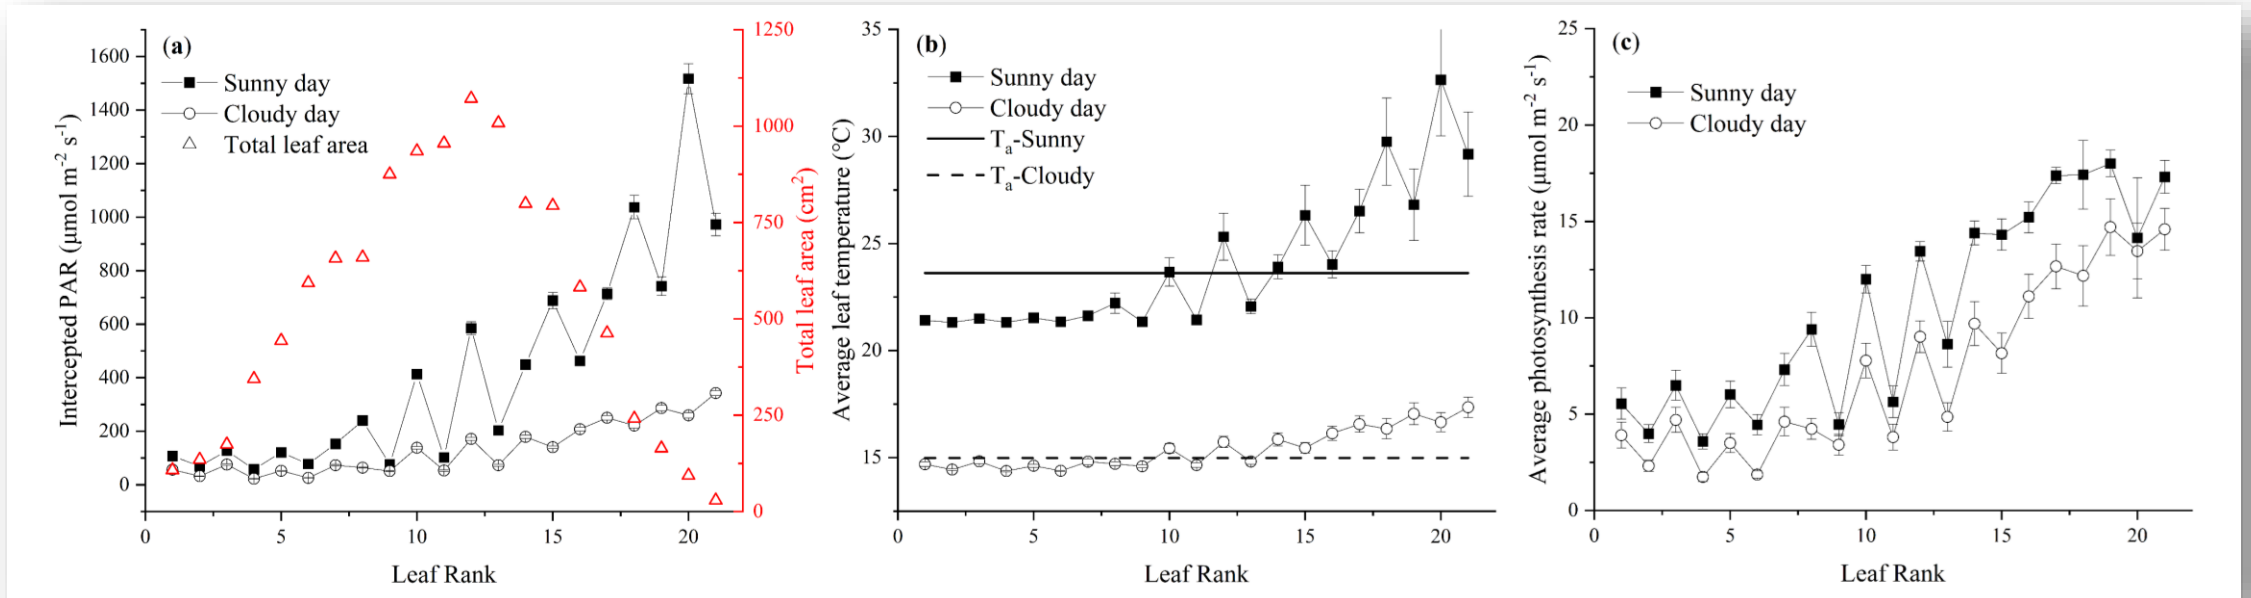 (a)
Sunny day
Cloudy day
Total leaf area
Intercepted PAR (μmol m⁻² s⁻¹)
1600
1400
1200
1000
800
600
400
200
0
1250
1000
750
500
250
0
Total leaf area (cm²)
0 5 10 15 20
Leaf Rank
(b)
Sunny day
Cloudy day
Tₐ-Sunny
Tₐ-Cloudy
Average leaf temperature (°C)
35
30
25
20
15
0 5 10 15 20
Leaf Rank
(c)
Sunny day
Cloudy day
Average photosynthesis rate (μmol m⁻² s⁻¹)
25
20
15
10
5
0
0 5 10 15 20
Leaf Rank